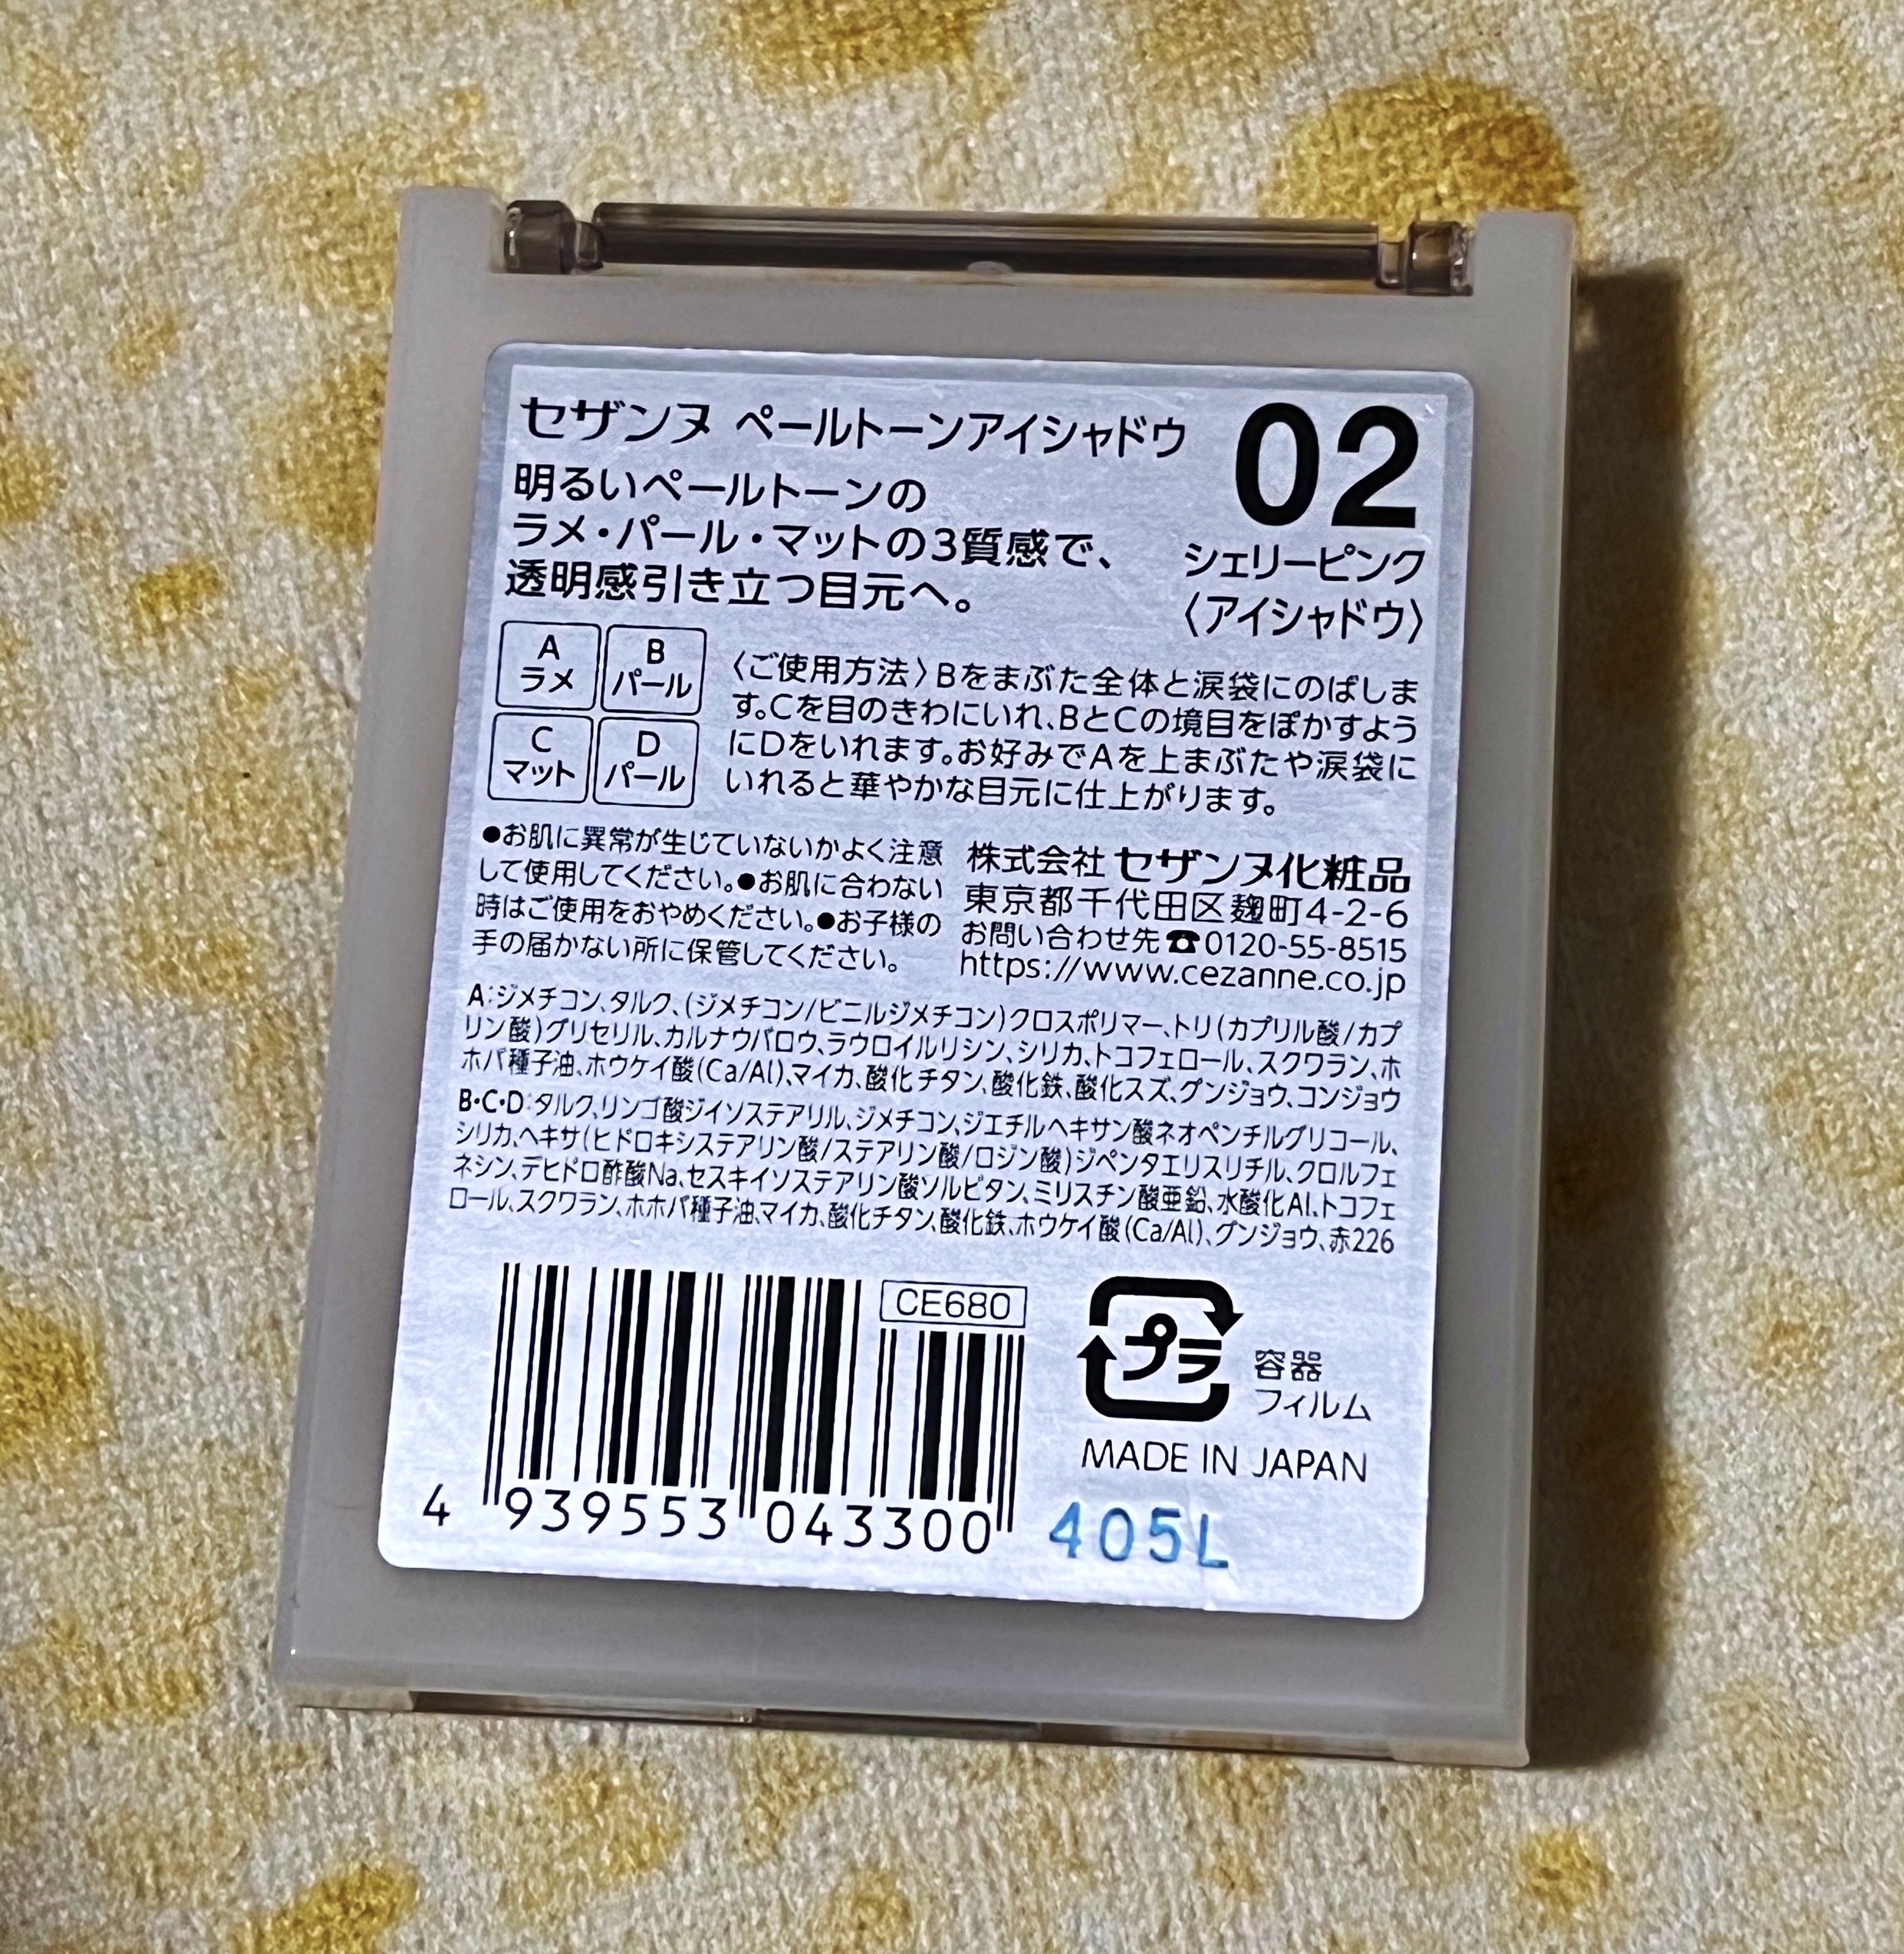 セザンヌ ペールトーンアイシャドウ
02
シェリーピンク
〈アイシャドウ〉
明るいペールトーンの
ラメ・パール・マットの3質感で、
透明感引き立つ目元へ。
A
ラメ
B
パール
C
マット
D
パール
〈ご使用方法〉Bをまぶた全体と涙袋にのばしま
す。Cを目のきわにいれ、BとCの境目をぼかすよう
にDをいれます。お好みでAを上まぶたや涙袋に
いれると華やかな目元に仕上がります。
●お肌に異常が生じていないかよく注意
して使用してください。●お肌に合わない
時はご使用をおやめください。●お子様の
手の届かない所に保管してください。
株式会社 セザンヌ化粧品
東京都千代田区麹町4-2-6
お問い合わせ先☎0120-55-8515
https://www.cezanne.co.jp
A:ジメチコン、タルク、(ジメチコン/ビニルジメチコン)クロスポリマー、トリ(カプリル酸/カプ
リン酸)グリセリル、カルナウバロウ、ラウロイルリシン、シリカ、トコフェロール、スクワラン、ホ
ホバ種子油、ホウケイ酸(Ca/Al)、マイカ、酸化チタン、酸化鉄、酸化スズ、グンジョウ、コンジョウ
B・C・D:タルク、リンゴ酸ジイソステアリル、ジメチコン、ジエチルヘキサン酸ネオペンチルグリコール、
シリカ、ヘキサ(ヒドロキシステアリン酸/ステアリン酸/ロジン酸)ジペンタエリスリチル、クロルフェ
ネシン、デヒドロ酢酸Na、セスキイソステアリン酸ソルビタン、ミリスチン酸亜鉛、水酸化Al、トコフェ
ロール、スクワラン、ホホバ種子油、マイカ、酸化チタン、酸化鉄、ホウケイ酸(Ca/Al)、グンジョウ、赤226
CE680
4 939553 043300
プラ
容器
フィルム
MADE IN JAPAN
405L